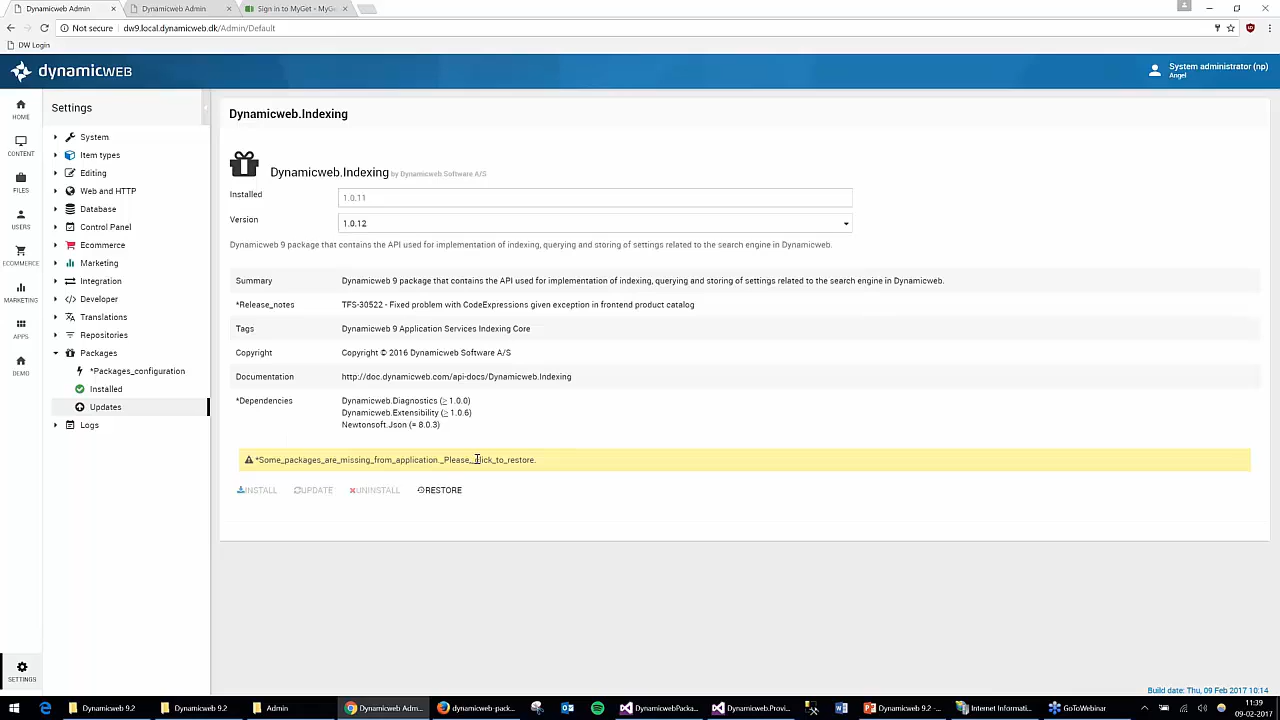 Dynamicweb Admin
Dynamicweb Admin
Sign in to MyGet - MyGe
Not secure
dw9.local.dynamicweb.dk/Admin/Default
DW Login
dynamicweb
System administrator (np)
Angel
HOME
CONTENT
FILES
USERS
ECOMMERCE
MARKETING
APPS
DEMO
SETTINGS
Settings
System
Item types
Editing
Web and HTTP
Database
Control Panel
Ecommerce
Marketing
Integration
Developer
Translations
Repositories
Packages
*Packages_configuration
Installed
Updates
Logs
Dynamicweb.Indexing
Dynamicweb.Indexing by Dynamicweb Software A/S
Installed 1.0.11
Version 1.0.12
Dynamicweb 9 package that contains the API used for implementation of indexing, querying and storing of settings related to the search engine in Dynamicweb.
Summary Dynamicweb 9 package that contains the API used for implementation of indexing, querying and storing of settings related to the search engine in Dynamicweb.
*Release_notes TFS-30522 - Fixed problem with CodeExpressions given exception in frontend product catalog
Tags Dynamicweb 9 Application Services Indexing Core
Copyright Copyright © 2016 Dynamicweb Software A/S
Documentation http://doc.dynamicweb.com/api-docs/Dynamicweb.Indexing
*Dependencies Dynamicweb.Diagnostics (≥ 1.0.0)
Dynamicweb.Extensibility (≥ 1.0.6)
Newtonsoft.Json (= 8.0.3)
*Some_packages_are_missing_from_application._Please_click_to_restore.
INSTALL UPDATE UNINSTALL RESTORE
Build date: Thu, 09 Feb 2017 10:14
Dynamicweb 9.2
Dynamicweb 9.2
Admin
Dynamicweb Adm...
dynamicweb-pack...
DynamicwebPacka...
Dynamicweb.Provi...
Dynamicweb 9.2 -...
Internet Informati...
GoToWebinar
11:39
09-02-2017